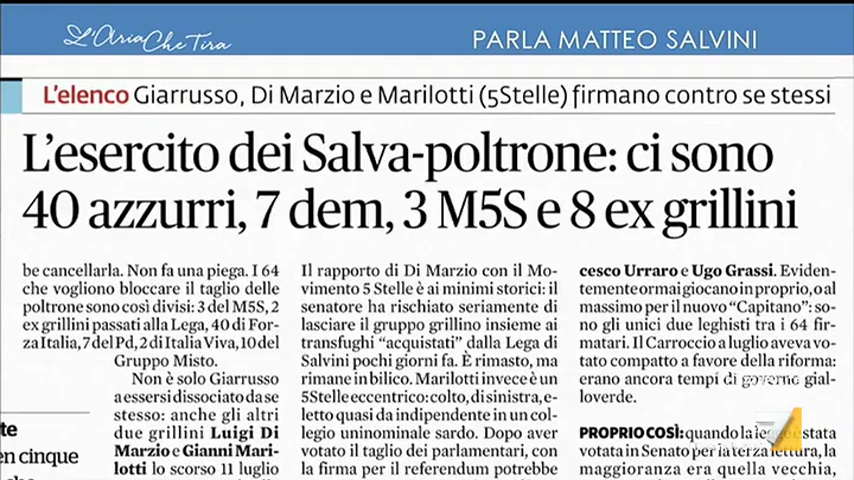 L'Aria Che Tira
PARLA MATTEO SALVINI
L'elenco Giarrusso, Di Marzio e Marilotti (5Stelle) firmano contro se stessi
L'esercito dei Salva-poltrone: ci sono
40 azzurri, 7 dem, 3 M5S e 8 ex grillini
be cancellarla. Non fa una piega. I 64
che vogliono bloccare il taglio delle
poltrone sono così divisi: 3 del M5S, 2
ex grillini passati alla Lega, 40 di For-
za Italia, 7 del Pd, 2 di Italia Viva, 10 del
Gruppo Misto.
Non è solo Giarrusso
a essersi dissociato da se
stesso: anche gli altri
due grillini Luigi Di
Marzio e Gianni Mari-
lotti lo scorso 11 luglio
te
en cinque
Il rapporto di Di Marzio con il Mo-
vimento 5 Stelle è ai minimi storici: il
senatore ha rischiato seriamente di
lasciare il gruppo grillino insieme ai
transfughi “acquistati” dalla Lega di
Salvini pochi giorni fa. È rimasto, ma
rimane in bilico. Marilotti invece è un
5Stelle eccentrico: colto, di sinistra, e-
letto quasi da indipendente in un col-
legio uninominale sardo. Dopo aver
votato il taglio dei parlamentari, con
la firma per il referendum potrebbe
cesco Urraro e Ugo Grassi. Eviden-
temente ormai giocano in proprio, o al
massimo per il nuovo “Capitano”: so-
no gli unici due leghisti tra i 64 fir-
matari. Il Carroccio a luglio aveva vo-
tato compatto a favore della riforma:
erano ancora tempi di governo gial-
loverde.
PROPRIO COSÌ: quando la legge è stata
votata in Senato per la terza lettura, la
maggioranza era quella vecchia,